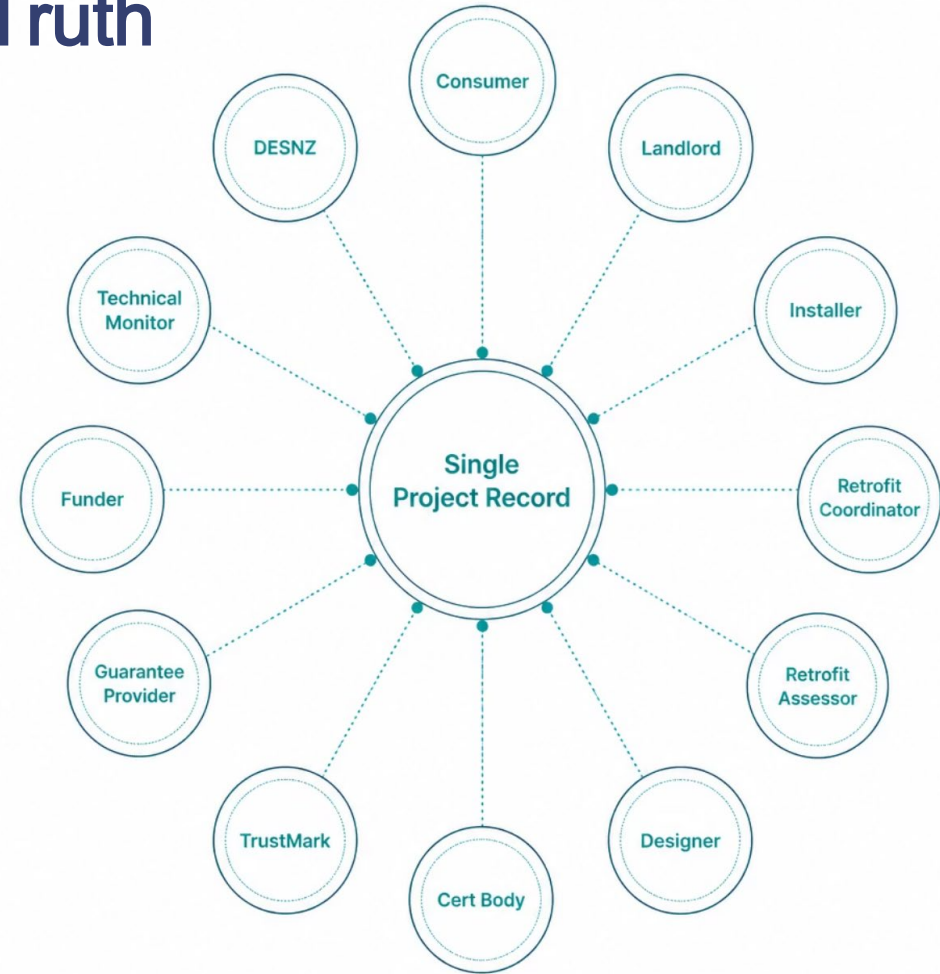 Truth
Consumer
DESNZ
Landlord
Technical
Monitor
Installer
Single
Project Record
Funder
Retrofit
Coordinator
Guarantee
Provider
Retrofit
Assessor
TrustMark
Designer
Cert Body